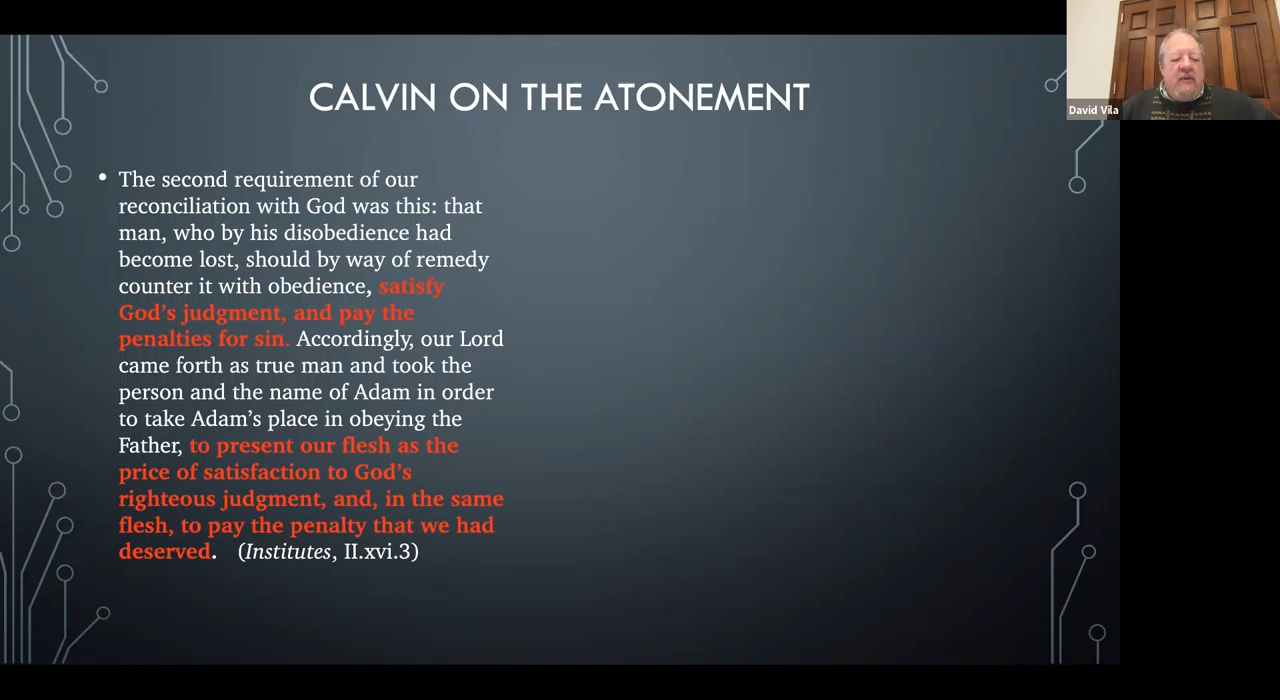 CALVIN ON THE ATONEMENT
David Vila
• The second requirement of our
reconciliation with God was this: that
man, who by his disobedience had
become lost, should by way of remedy
counter it with obedience, satisfy
God’s judgment, and pay the
penalties for sin. Accordingly, our Lord
came forth as true man and took the
person and the name of Adam in order
to take Adam’s place in obeying the
Father, to present our flesh as the
price of satisfaction to God’s
righteous judgment, and, in the same
flesh, to pay the penalty that we had
deserved. (Institutes, II.xvi.3)